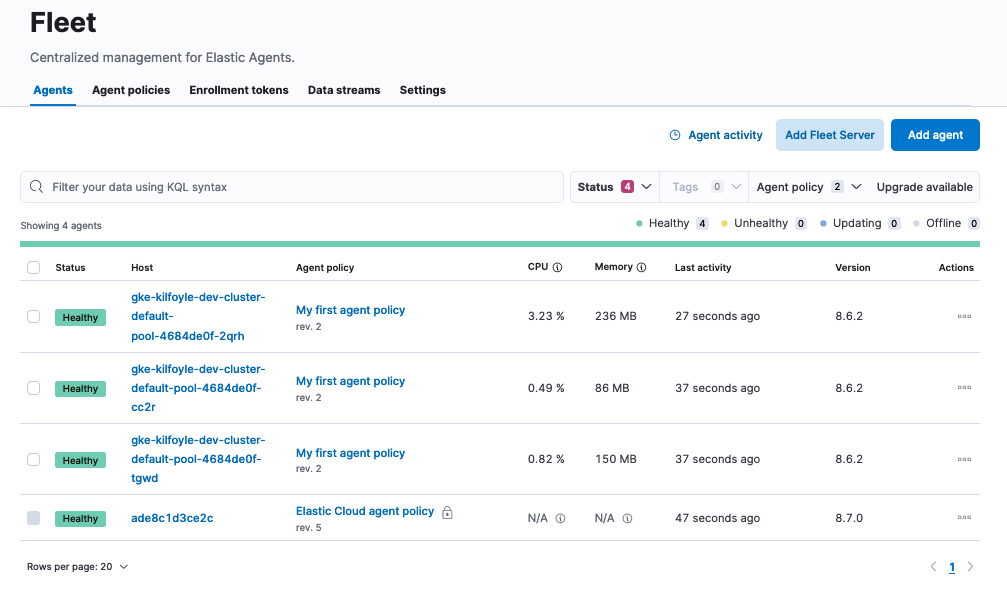 Fleet
Centralized management for Elastic Agents.
Agents Agent policies Enrollment tokens Data streams Settings
Agent activity Add Fleet Server Add agent
Filter your data using KQL syntax Status 4 Tags 0 Agent policy 2 Upgrade available
Showing 4 agents Healthy 4 Unhealthy 0 Updating 0 Offline 0
Status Host Agent policy CPU Memory Last activity Version Actions
gke-kilfoyle-dev-cluster-
Healthy default- My first agent policy 3.23 % 236 MB 27 seconds ago 8.6.2
pool-4684de0f-2qrh rev. 2
gke-kilfoyle-dev-cluster-
Healthy default-pool-4684de0f- My first agent policy 0.49 % 86 MB 37 seconds ago 8.6.2
cc2r rev. 2
gke-kilfoyle-dev-cluster-
Healthy default-pool-4684de0f- My first agent policy 0.82 % 150 MB 37 seconds ago 8.6.2
tgwd rev. 2
Healthy ade8c1d3ce2c Elastic Cloud agent policy N/A N/A 47 seconds ago 8.7.0
rev. 5
Rows per page: 20 1